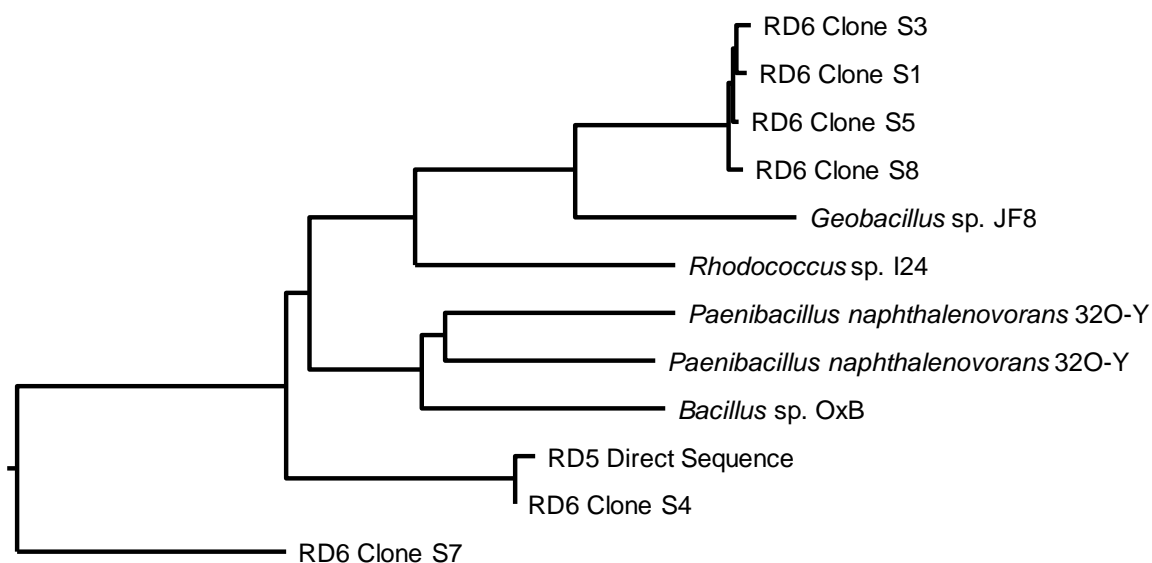 RD6 Clone S3
RD6 Clone S1
RD6 Clone S5
RD6 Clone S8
Geobacillus sp. JF8
Rhodococcus sp. I24
Paenibacillus naphthalenovorans 32O-Y
Paenibacillus naphthalenovorans 32O-Y
Bacillus sp. OxB
RD5 Direct Sequence
RD6 Clone S4
RD6 Clone S7